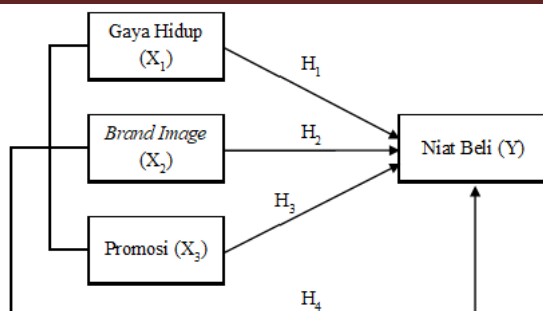 Gaya Hidup
(X₁)
H₁
Brand Image
(X₂)
H₂
Niat Beli (Y)
H₃
Promosi (X₃)
H₄